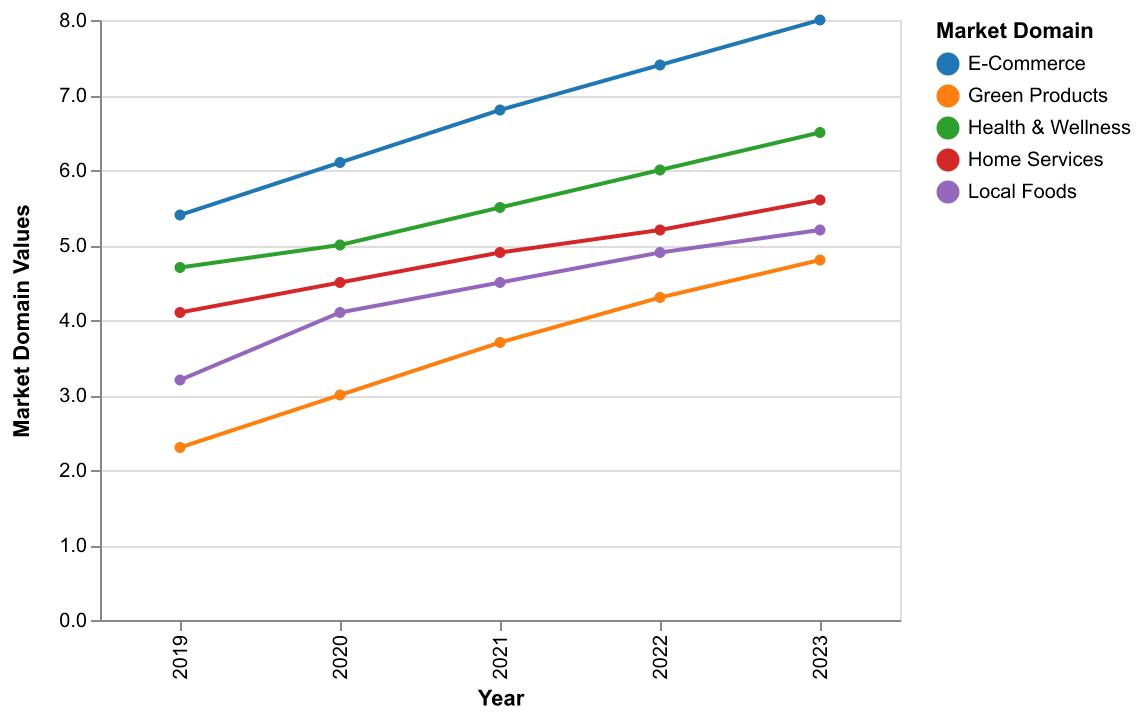 8.0
7.0
6.0
5.0
4.0
3.0
2.0
1.0
0.0
Market Domain Values
2019
2020
2021
2022
2023
Year
Market Domain
E-Commerce
Green Products
Health & Wellness
Home Services
Local Foods